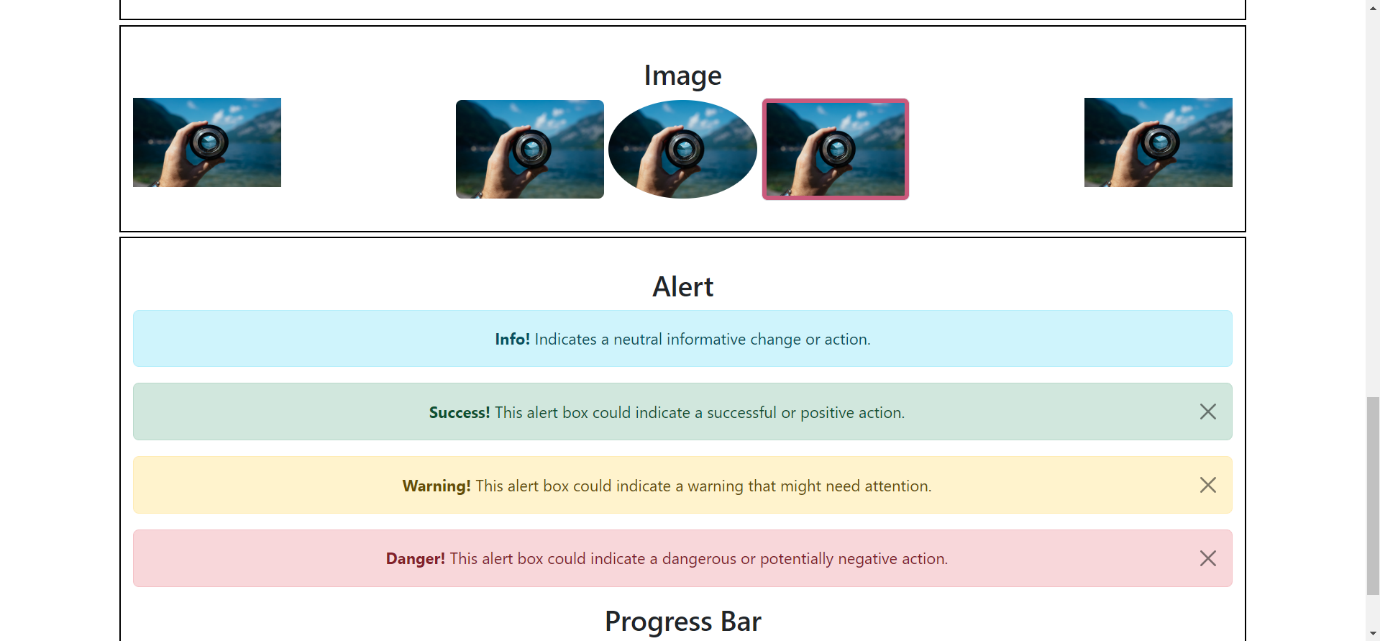 Image
Alert
Info! Indicates a neutral informative change or action.
Success! This alert box could indicate a successful or positive action.
Warning! This alert box could indicate a warning that might need attention.
Danger! This alert box could indicate a dangerous or potentially negative action.
Progress Bar